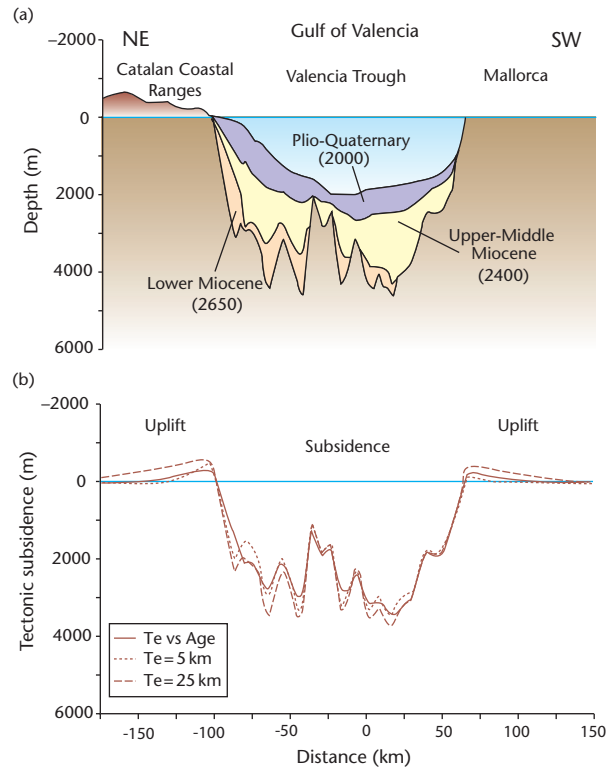 (a)
NE
Gulf of Valencia
SW
Catalan Coastal
Ranges
Valencia Trough
Mallorca
Plio-Quaternary
(2000)
Upper-Middle
Miocene
(2400)
Lower Miocene
(2650)
Depth (m)
−2000
0
2000
4000
6000
(b)
Uplift
Subsidence
Uplift
Tectonic subsidence (m)
−2000
0
2000
4000
6000
Te vs Age
Te = 5 km
Te = 25 km
-150
-100
-50
0
50
100
150
Distance (km)